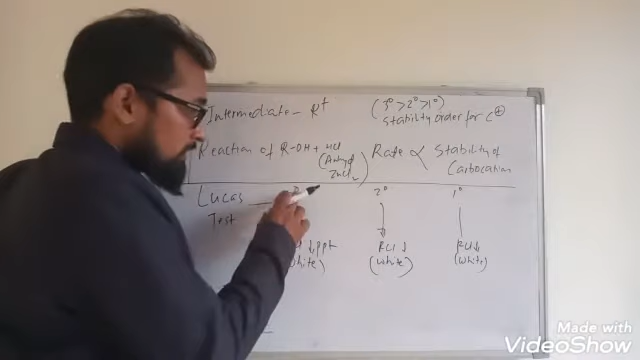 Intermediate - R+
(3° > 2° > 1°)
stability order for C⊕
Reaction of R-OH + HCl
(Anhyd
ZnCl2)
Rate ∝ Stability of
Carbocation
Lucas
Test
2°
1°
↓ppt
White)
RCl↓
(White)
RCl↓
(White)
Made with
VideoShow